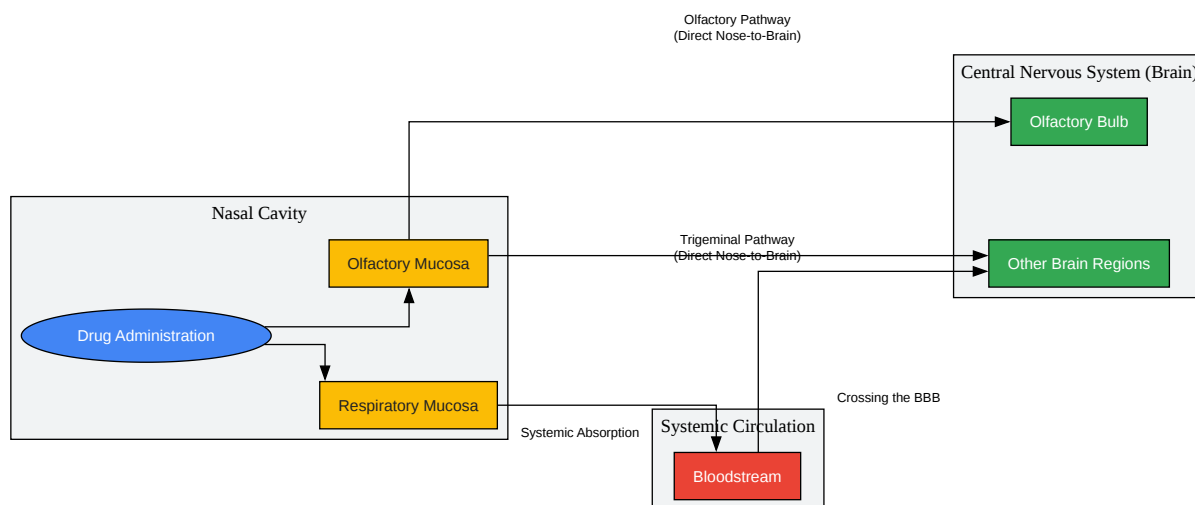 Olfactory Pathway
(Direct Nose-to-Brain)
Central Nervous System (Brain)
Olfactory Bulb
Nasal Cavity
Olfactory Mucosa
Trigeminal Pathway
(Direct Nose-to-Brain)
Other Brain Regions
Drug Administration
Respiratory Mucosa
Crossing the BBB
Systemic Absorption
Systemic Circulation
Bloodstream